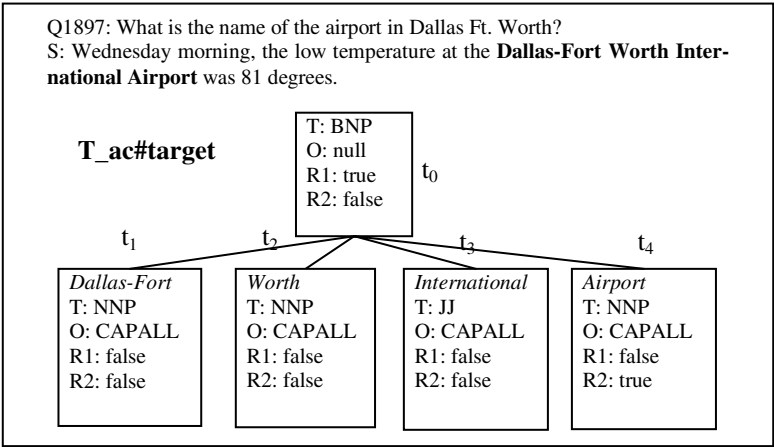 Q1897: What is the name of the airport in Dallas Ft. Worth?
S: Wednesday morning, the low temperature at the Dallas-Fort Worth Inter-
national Airport was 81 degrees.
T_ac#target
T: BNP
O: null
R1: true
R2: false
t0
t1
t2
t3
t4
Dallas-Fort
T: NNP
O: CAPALL
R1: false
R2: false
Worth
T: NNP
O: CAPALL
R1: false
R2: false
International
T: JJ
O: CAPALL
R1: false
R2: false
Airport
T: NNP
O: CAPALL
R1: false
R2: true